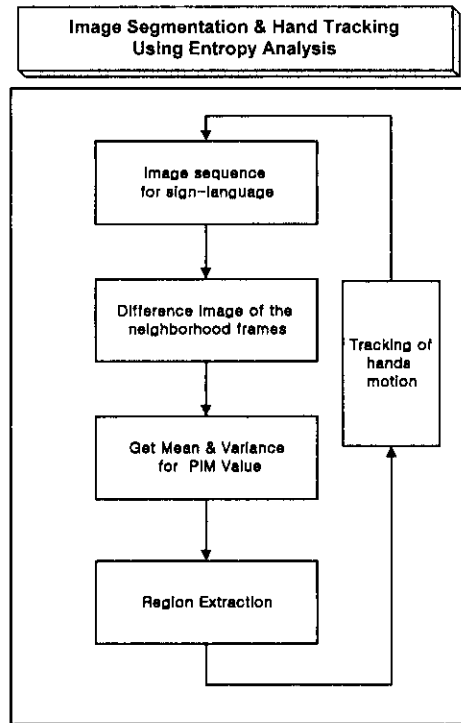 Image Segmentation & Hand Tracking
Using Entropy Analysis
Image sequence
for sign-language
Difference image of the
neighborhood frames
Get Mean & Variance
for PIM Value
Region Extraction
Tracking of
handa
motion